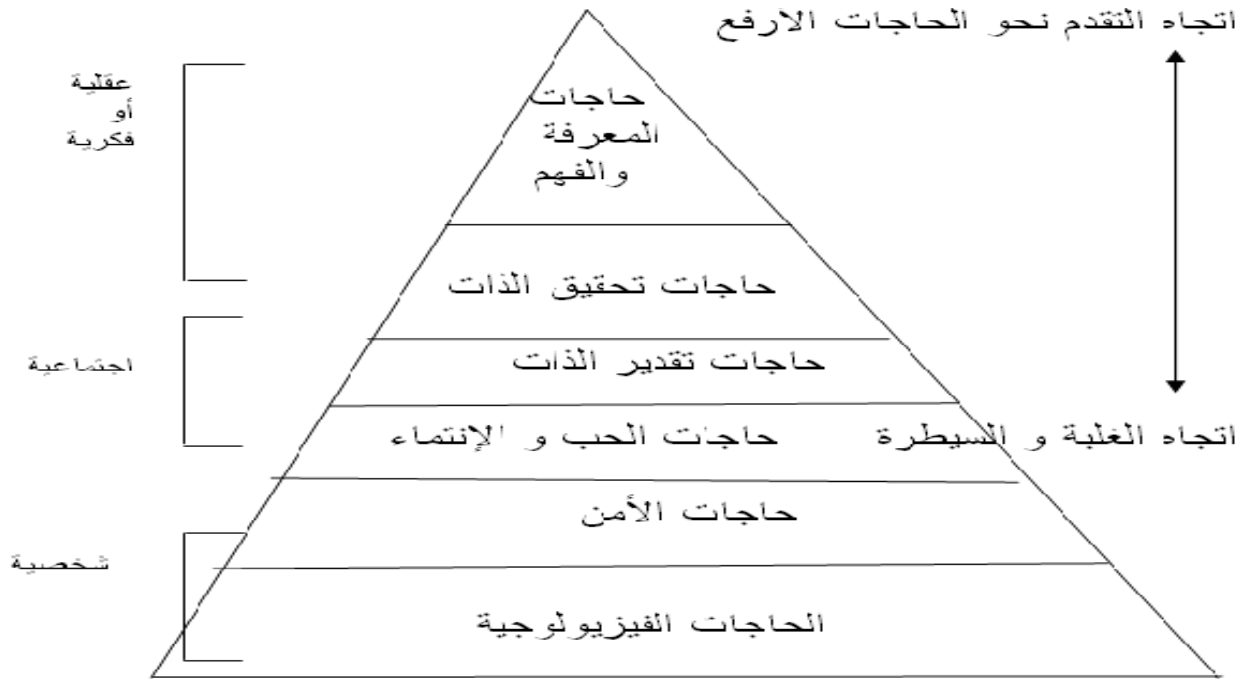 اتجاه التقدم نحو الحاجات الارفع
عقلية
أو
فكرية
حاجات
المعرفة
والفهم
حاجات تحقيق الذات
اجتماعية
حاجات تقدير الذات
اتجاه الغلبة و السيطرة
حاجات الحب و الإنتماء
حاجات الأمن
شخصية
الحاجات الفيزيولوجية